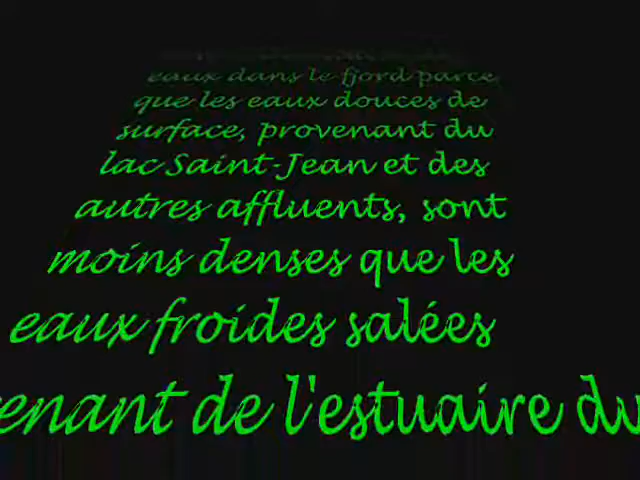 eaux dans le fjord parce
que les eaux douces de
surface, provenant du
lac Saint-Jean et des
autres affluents, sont
moins denses que les
eaux froides salées
enant de l'estuaire du